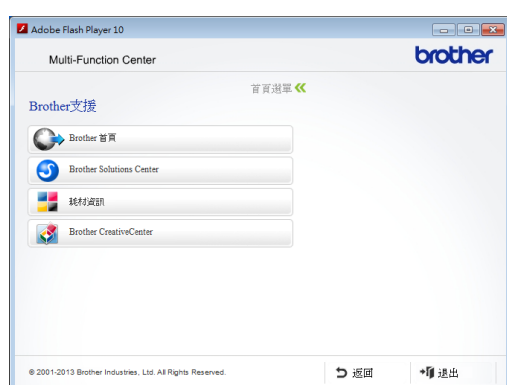 Adobe Flash Player 10
Multi-Function Center
brother
首頁選單
Brother支援
Brother 首頁
Brother Solutions Center
耗材資訊
Brother CreativeCenter
© 2001-2013 Brother Industries, Ltd. All Rights Reserved.
返回
退出